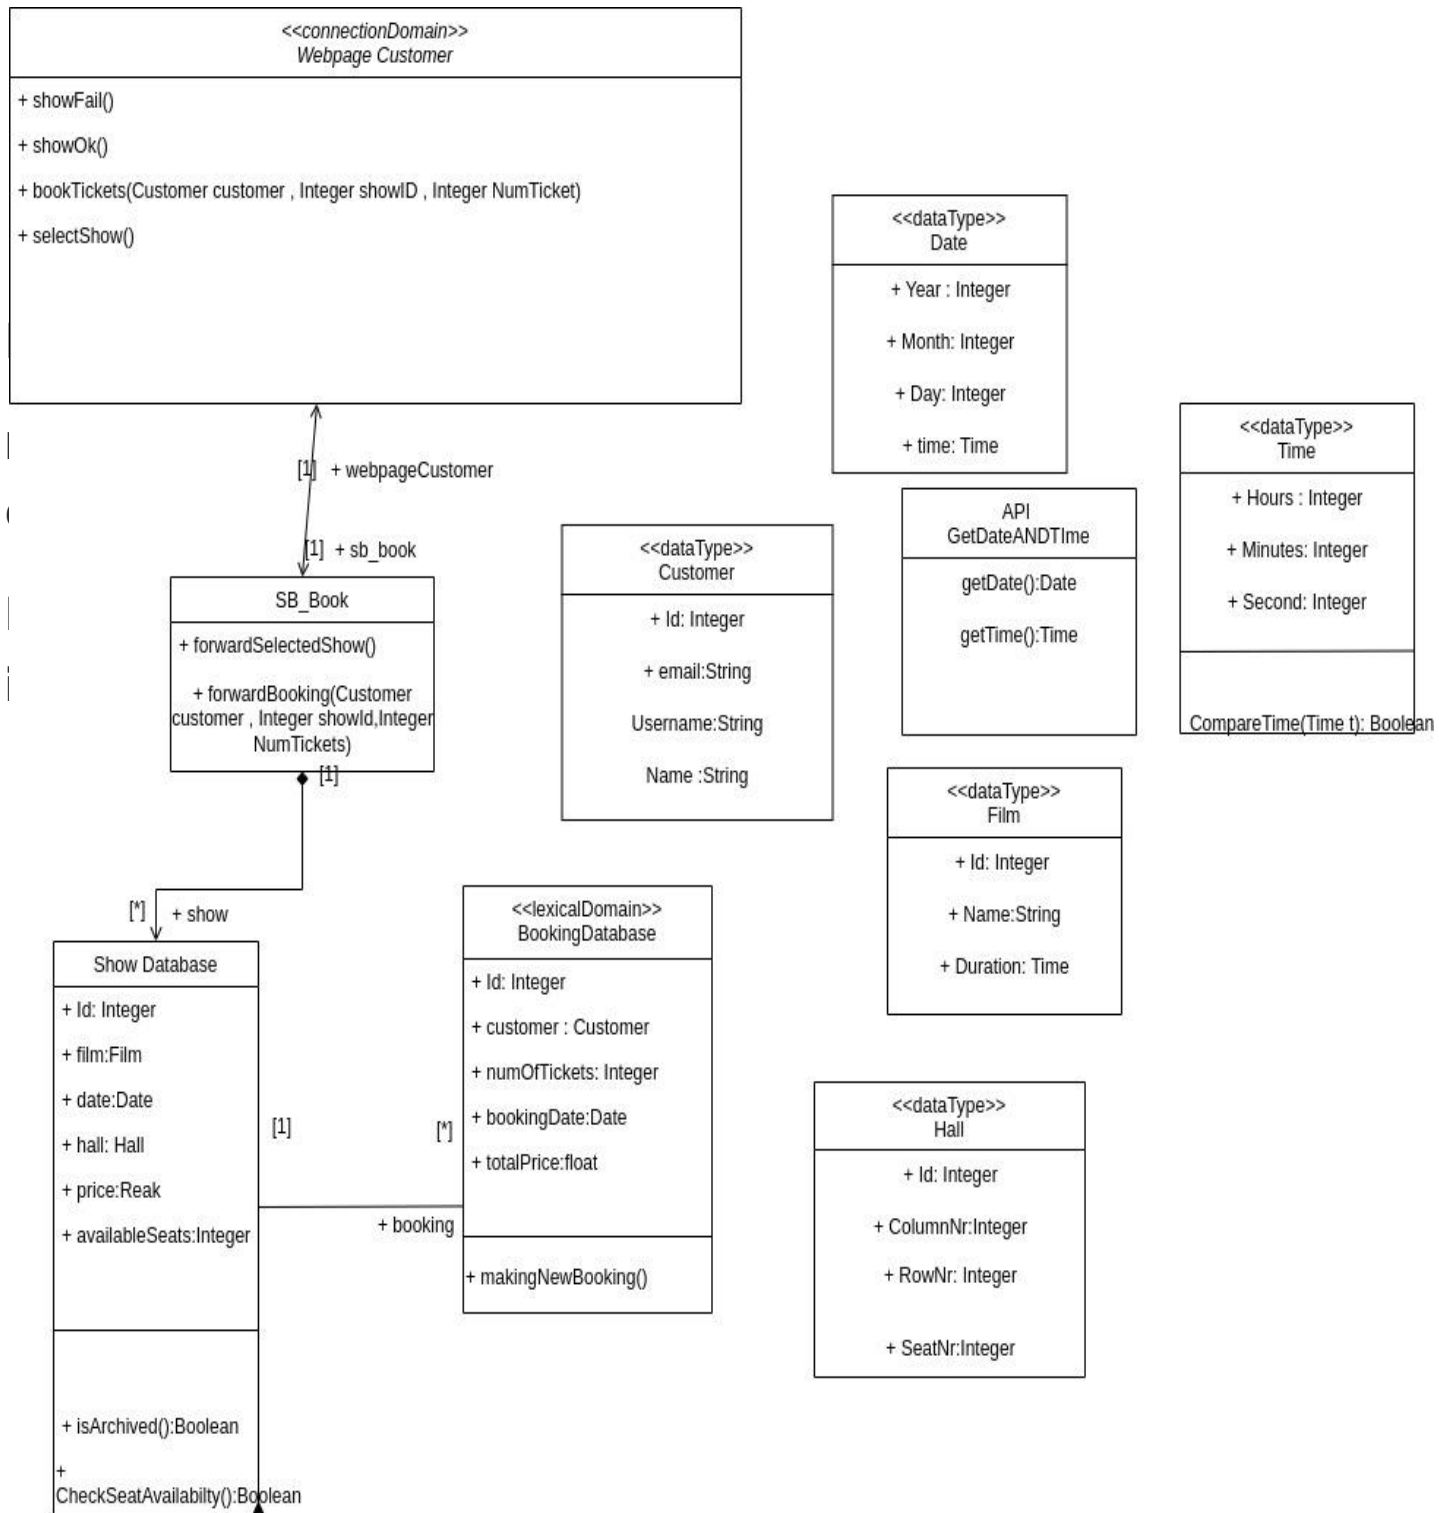 <<connectionDomain>>
Webpage Customer
+ showFail()
+ showOk()
+ bookTickets(Customer customer , Integer showID , Integer NumTicket)
+ selectShow()
[1] + webpageCustomer
[1] + sb_book
SB_Book
+ forwardSelectedShow()
+ forwardBooking(Customer
customer , Integer showId,Integer
NumTickets)
[1]
[*] + show
Show Database
+ Id: Integer
+ film:Film
+ date:Date
+ hall: Hall
+ price:Reak
+ availableSeats:Integer
+ isArchived():Boolean
+
CheckSeatAvailabilty():Boolean
[1]
[*]
+ booking
<<lexicalDomain>>
BookingDatabase
+ Id: Integer
+ customer : Customer
+ numOfTickets: Integer
+ bookingDate:Date
+ totalPrice:float
+ makingNewBooking()
<<dataType>>
Customer
+ Id: Integer
+ email:String
Username:String
Name :String
<<dataType>>
Date
+ Year : Integer
+ Month: Integer
+ Day: Integer
+ time: Time
API
GetDateANDTIme
getDate():Date
getTime():Time
<<dataType>>
Time
+ Hours : Integer
+ Minutes: Integer
+ Second: Integer
CompareTime(Time t): Boolean
<<dataType>>
Film
+ Id: Integer
+ Name:String
+ Duration: Time
<<dataType>>
Hall
+ Id: Integer
+ ColumnNr:Integer
+ RowNr: Integer
+ SeatNr:Integer